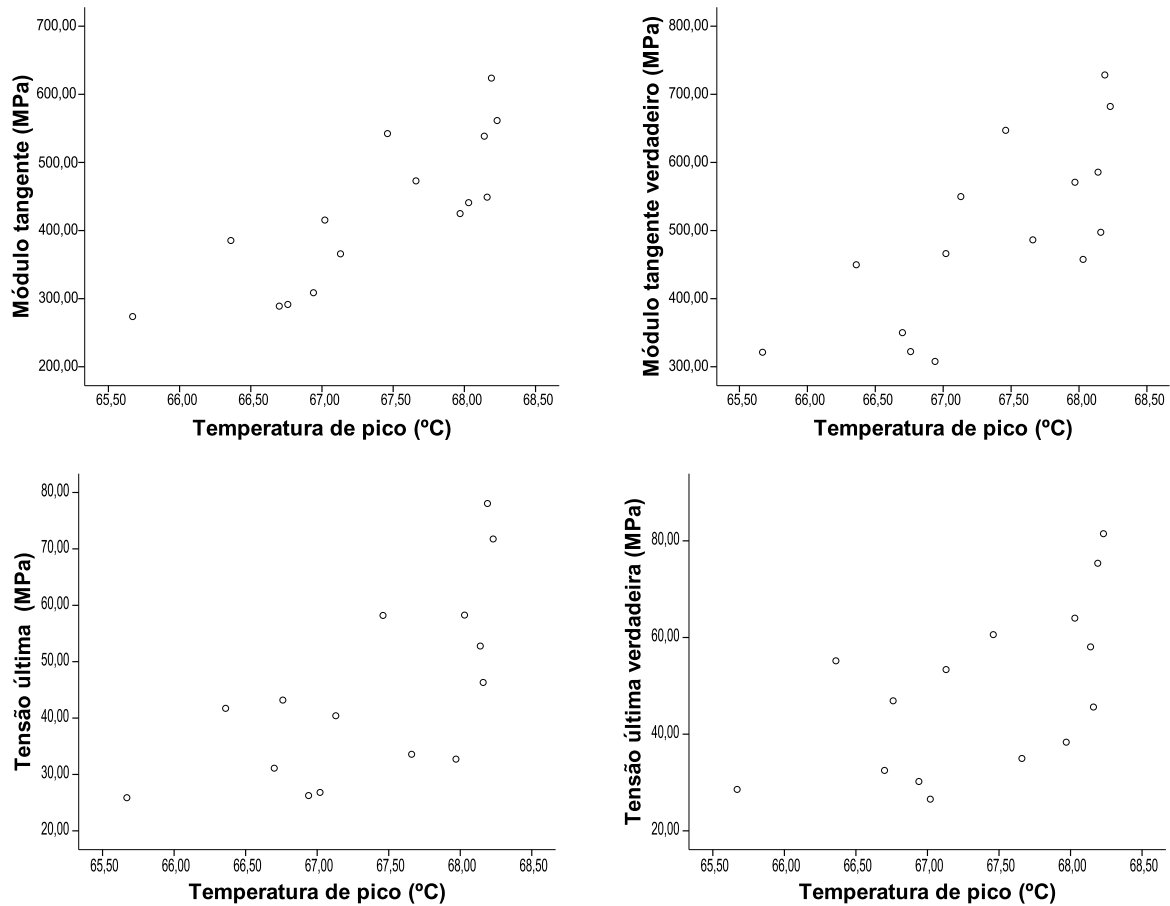 Módulo tangente (MPa)
700,00
600,00
500,00
400,00
300,00
200,00
65,50 66,00 66,50 67,00 67,50 68,00 68,50
Temperatura de pico (ºC)
Módulo tangente verdadeiro (MPa)
800,00
700,00
600,00
500,00
400,00
300,00
65,50 66,00 66,50 67,00 67,50 68,00 68,50
Temperatura de pico (ºC)
Tensão última (MPa)
80,00
70,00
60,00
50,00
40,00
30,00
20,00
65,50 66,00 66,50 67,00 67,50 68,00 68,50
Temperatura de pico (ºC)
Tensão última verdadeira (MPa)
80,00
60,00
40,00
20,00
65,50 66,00 66,50 67,00 67,50 68,00 68,50
Temperatura de pico (ºC)